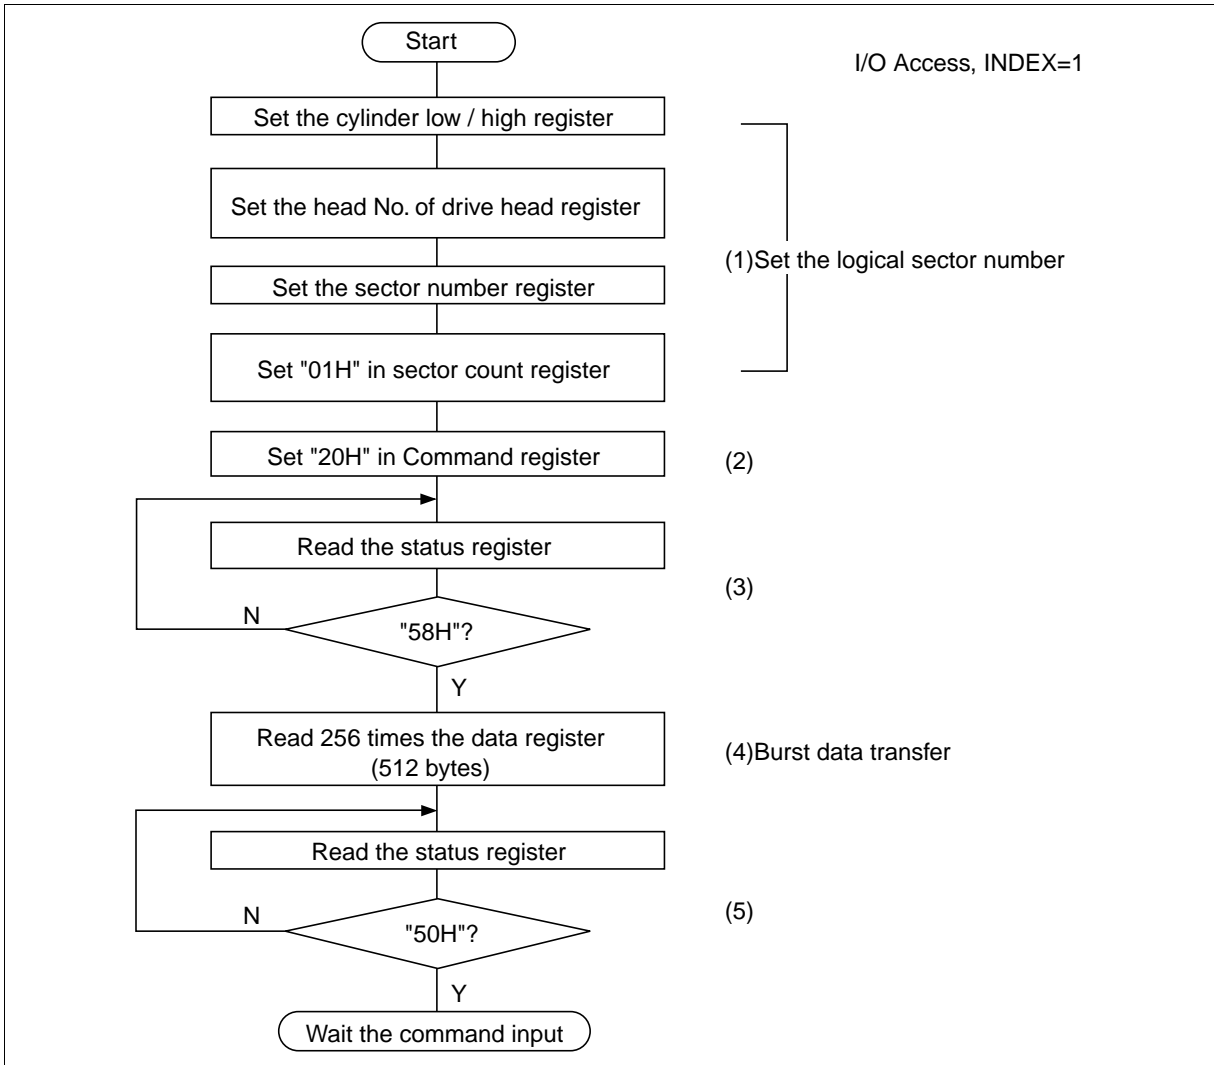 Start
I/O Access, INDEX=1
Set the cylinder low / high register
Set the head No. of drive head register
(1)Set the logical sector number
Set the sector number register
Set "01H" in sector count register
Set "20H" in Command register
(2)
Read the status register
(3)
N
"58H"?
Y
Read 256 times the data register
(512 bytes)
(4)Burst data transfer
Read the status register
(5)
N
"50H"?
Y
Wait the command input